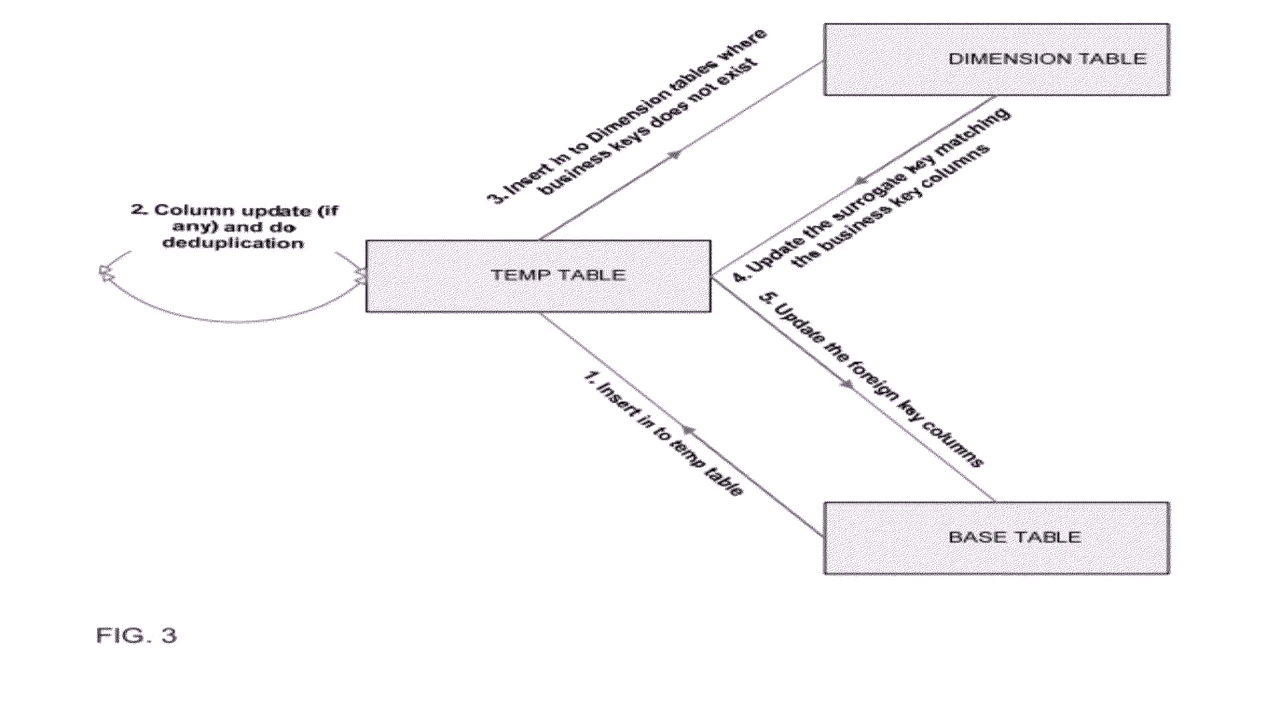 DIMENSION TABLE
3. Insert in to Dimension tables where
business keys does not exist
4. Update the surrogate key matching
the business key columns
2. Column update (if
any) and do
deduplication
TEMP TABLE
5. Update the foreign key columns
1. Insert in to temp table
BASE TABLE
FIG. 3